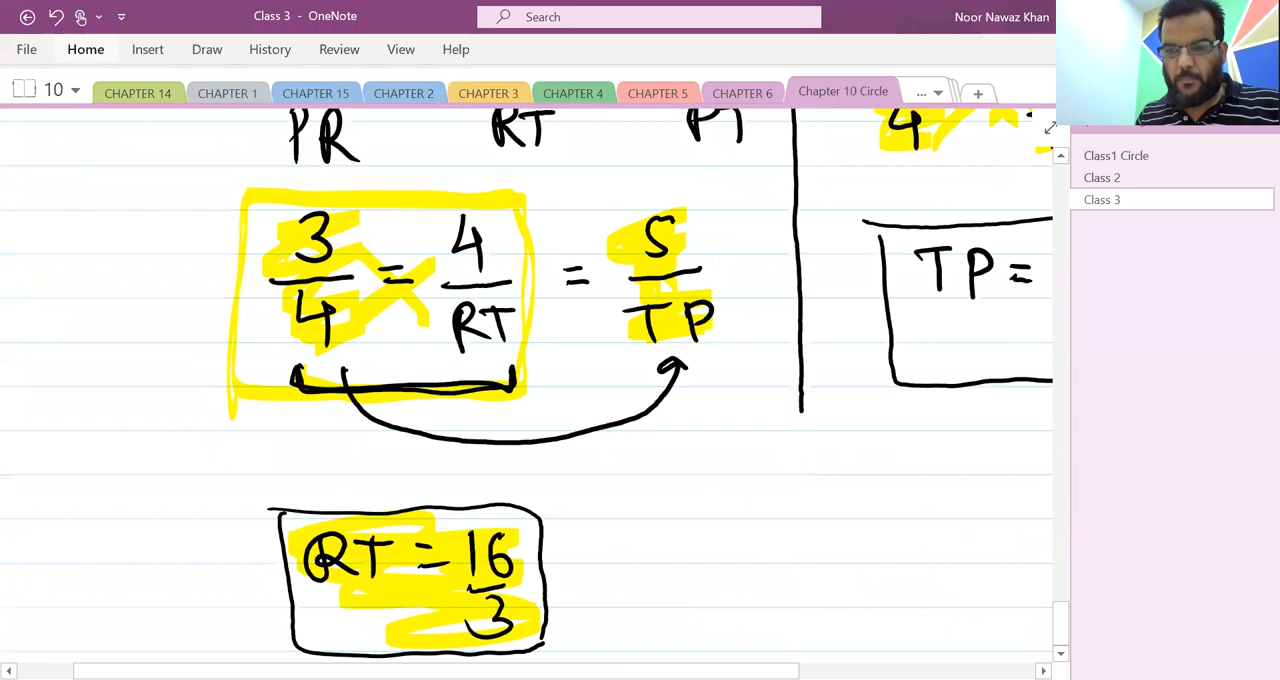 Class 3 - OneNote
Search
Noor Nawaz Khan
File Home Insert Draw History Review View Help
10 CHAPTER 14 CHAPTER 1 CHAPTER 15 CHAPTER 2 CHAPTER 3 CHAPTER 4 CHAPTER 5 CHAPTER 6 Chapter 10 Circle ... +
Class1 Circle
Class 2
Class 3
PR RT PT
4
3/4 = 4/RT = 5/TP
TP =
RT = 16/3